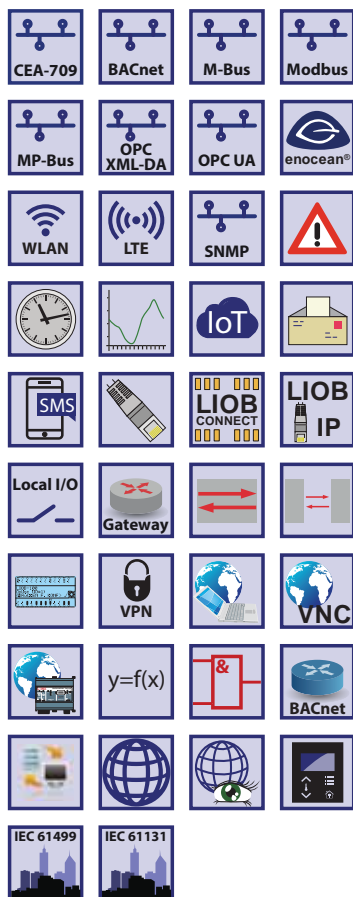 CEA-709
BACnet
M-Bus
Modbus
MP-Bus
OPC
XML-DA
OPC UA
enocean®
WLAN
LTE
SNMP
!
IoT
SMS
LIOB
CONNECT
LIOB
IP
Local I/O
Gateway
VPN
VNC
y=f(x)
&
BACnet
IEC 61499
IEC 61131